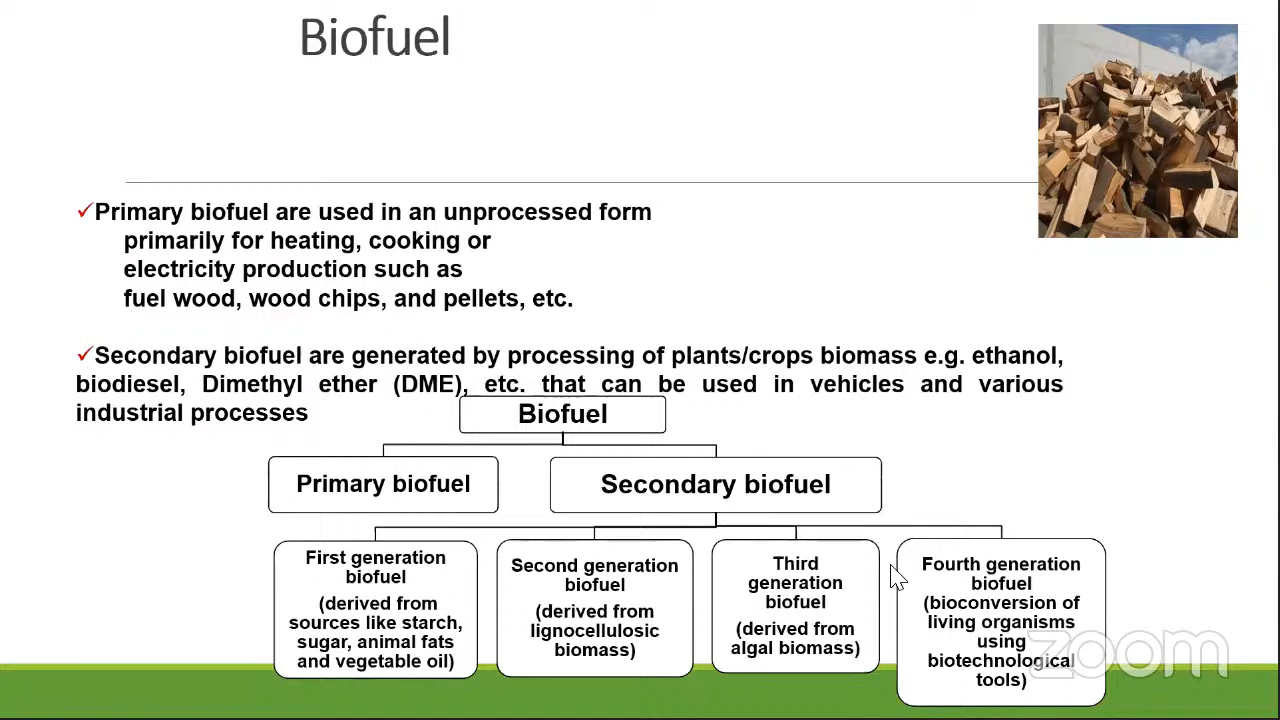 Biofuel
✓Primary biofuel are used in an unprocessed form
primarily for heating, cooking or
electricity production such as
fuel wood, wood chips, and pellets, etc.
✓Secondary biofuel are generated by processing of plants/crops biomass e.g. ethanol,
biodiesel, Dimethyl ether (DME), etc. that can be used in vehicles and various
industrial processes
Biofuel
Primary biofuel
Secondary biofuel
First generation
biofuel
(derived from
sources like starch,
sugar, animal fats
and vegetable oil)
Second generation
biofuel
(derived from
lignocellulosic
biomass)
Third
generation
biofuel
(derived from
algal biomass)
Fourth generation
biofuel
(bioconversion of
living organisms
using
biotechnological
tools)
zoom